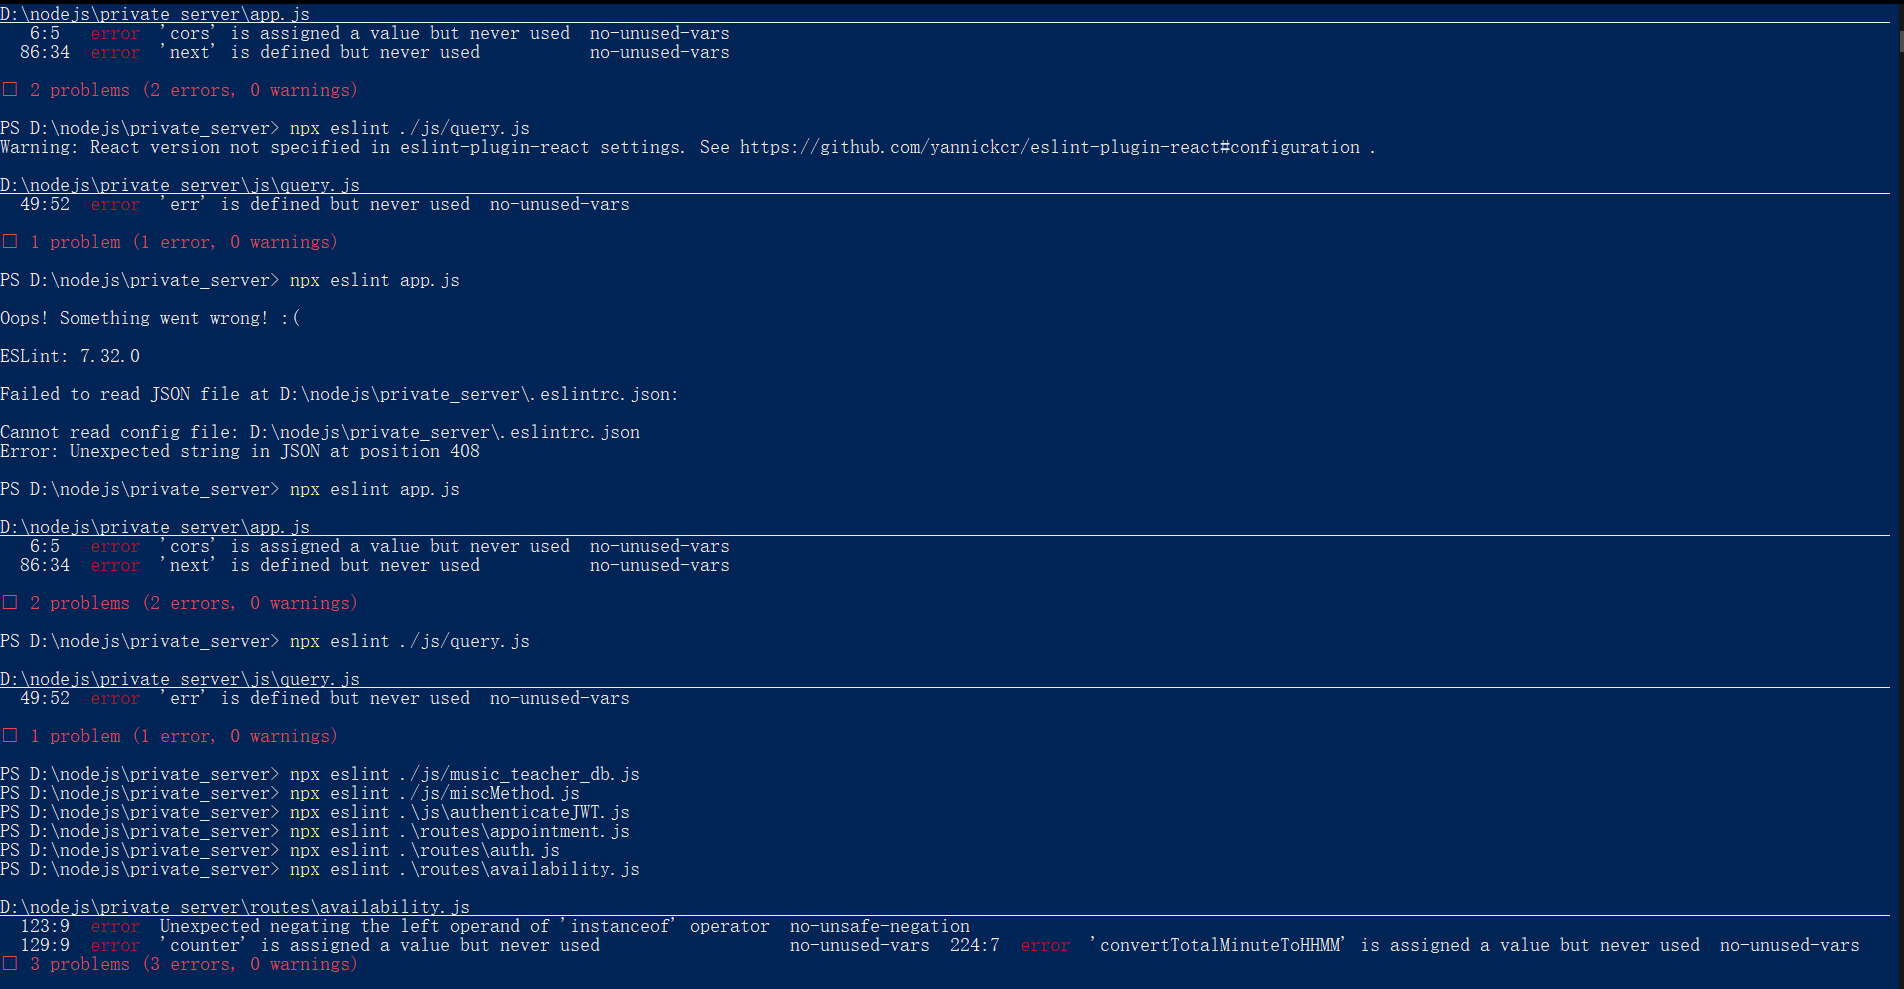 D:\nodejs\private_server\app.js
6:5 error 'cors' is assigned a value but never used no-unused-vars
86:34 error 'next' is defined but never used no-unused-vars
□ 2 problems (2 errors, 0 warnings)
PS D:\nodejs\private_server> npx eslint ./js/query.js
Warning: React version not specified in eslint-plugin-react settings. See https://github.com/yannickcr/eslint-plugin-react#configuration .
D:\nodejs\private_server\js\query.js
49:52 error 'err' is defined but never used no-unused-vars
□ 1 problem (1 error, 0 warnings)
PS D:\nodejs\private_server> npx eslint app.js
Oops! Something went wrong! :(
ESLint: 7.32.0
Failed to read JSON file at D:\nodejs\private_server\.eslintrc.json:
Cannot read config file: D:\nodejs\private_server\.eslintrc.json
Error: Unexpected string in JSON at position 408
PS D:\nodejs\private_server> npx eslint app.js
D:\nodejs\private_server\app.js
6:5 error 'cors' is assigned a value but never used no-unused-vars
86:34 error 'next' is defined but never used no-unused-vars
□ 2 problems (2 errors, 0 warnings)
PS D:\nodejs\private_server> npx eslint ./js/query.js
D:\nodejs\private_server\js\query.js
49:52 error 'err' is defined but never used no-unused-vars
□ 1 problem (1 error, 0 warnings)
PS D:\nodejs\private_server> npx eslint ./js/music_teacher_db.js
PS D:\nodejs\private_server> npx eslint ./js/miscMethod.js
PS D:\nodejs\private_server> npx eslint .\js\authenticateJWT.js
PS D:\nodejs\private_server> npx eslint .\routes\appointment.js
PS D:\nodejs\private_server> npx eslint .\routes\auth.js
PS D:\nodejs\private_server> npx eslint .\routes\availability.js
D:\nodejs\private_server\routes\availability.js
123:9 error Unexpected negating the left operand of 'instanceof' operator no-unsafe-negation
129:9 error 'counter' is assigned a value but never used no-unused-vars 224:7 error 'convertTotalMinuteToHHMM' is assigned a value but never used no-unused-vars
□ 3 problems (3 errors, 0 warnings)